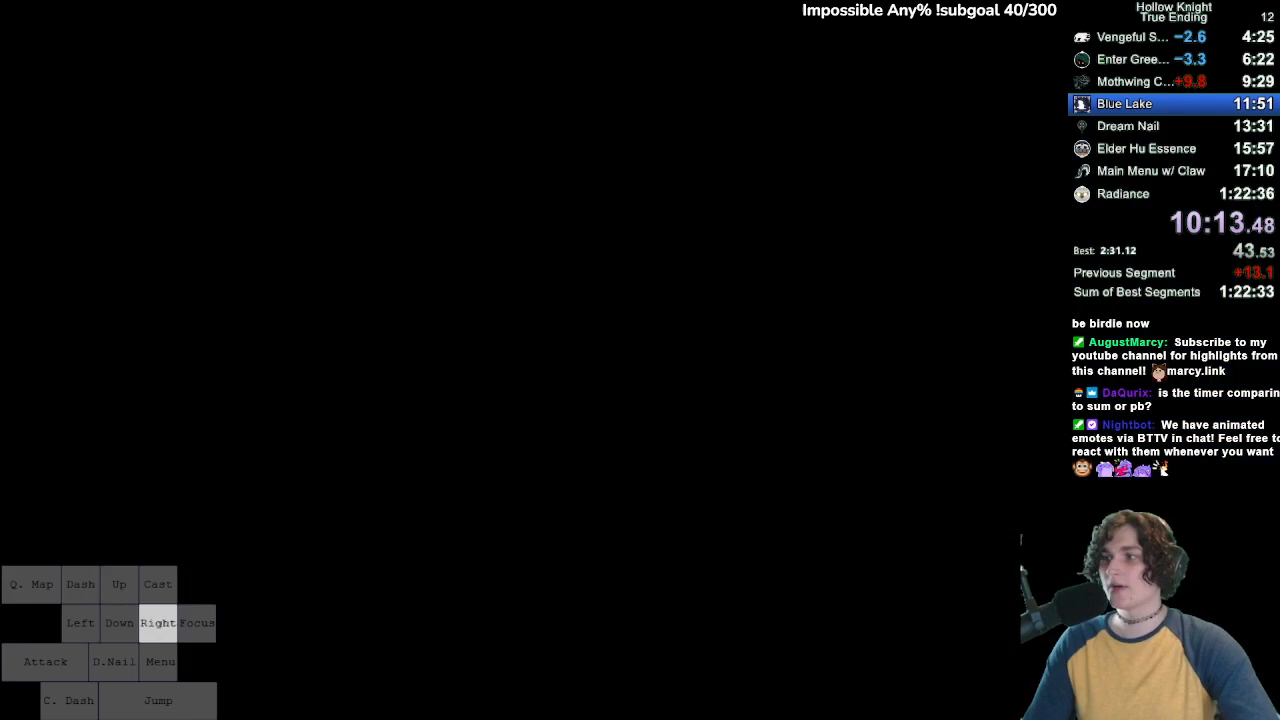 Impossible Any% !subgoal 40/300
Hollow Knight
True Ending 12
Vengeful S... −2.6 4:25
Enter Gree... −3.3 6:22
Mothwing C... +9.8 9:29
Blue Lake 11:51
Dream Nail 13:31
Elder Hu Essence 15:57
Main Menu w/ Claw 17:10
Radiance 1:22:36
10:13.48
Best: 2:31.12 43.53
Previous Segment +13.1
Sum of Best Segments 1:22:33
be birdie now
AugustMarcy: Subscribe to my
youtube channel for highlights from
this channel! marcy.link
DaQurix: is the timer comparin
to sum or pb?
Nightbot: We have animated
emotes via BTTV in chat! Feel free to
react with them whenever you want
Q. Map Dash Up Cast
Left Down Right Focus
Attack D.Nail Menu
C. Dash Jump